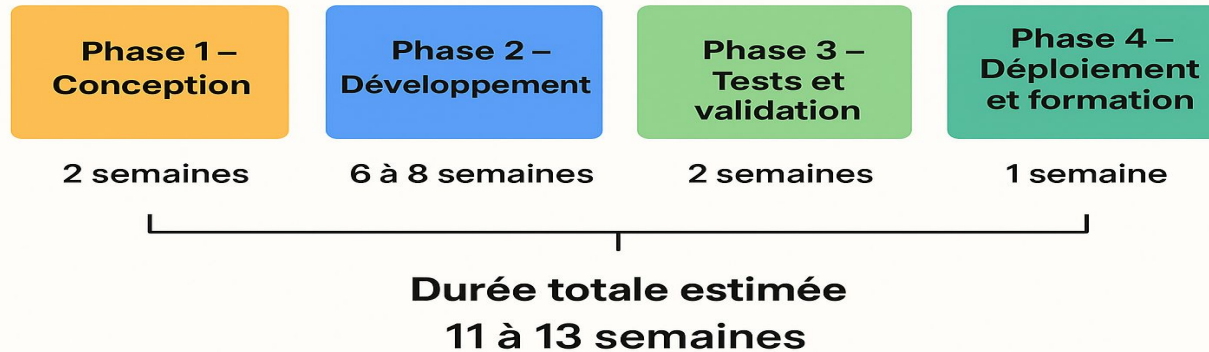 Phase 1 –
Conception
Phase 2 –
Développement
Phase 3 –
Tests et
validation
Phase 4 –
Déploiement
et formation
2 semaines
6 à 8 semaines
2 semaines
1 semaine
Durée totale estimée
11 à 13 semaines